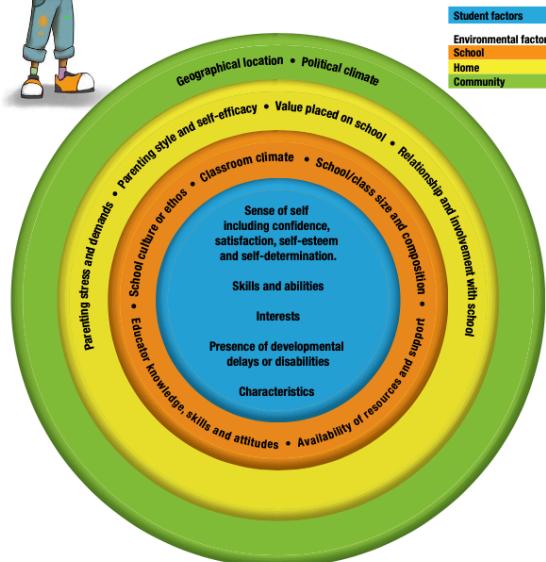 Student factors
Environmental factor
School
Home
Community
Geographical location • Political climate
Parenting stress and demands • Parenting style and self-efficacy • Value placed on school • Relationship and involvement with school
• School culture or ethos • Classroom climate • School/class size and composition •
Educator knowledge, skills and attitudes • Availability of resources and support
Sense of self
including confidence,
satisfaction, self-esteem
and self-determination.
Skills and abilities
Interests
Presence of developmental
delays or disabilities
Characteristics